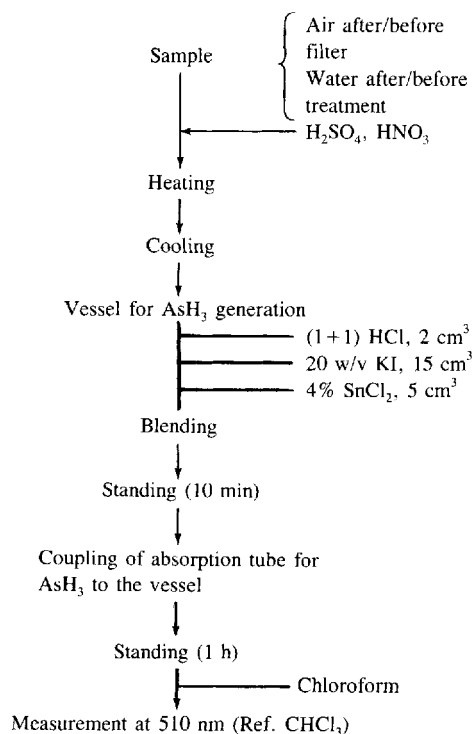 Sample
Air after/before
filter
Water after/before
treatment
H₂SO₄, HNO₃
Heating
Cooling
Vessel for AsH₃ generation
(1+1) HCl, 2 cm³
20 w/v KI, 15 cm³
4% SnCl₂, 5 cm³
Blending
Standing (10 min)
Coupling of absorption tube for
AsH₃ to the vessel
Standing (1 h)
Chloroform
Measurement at 510 nm (Ref. CHCl₃)